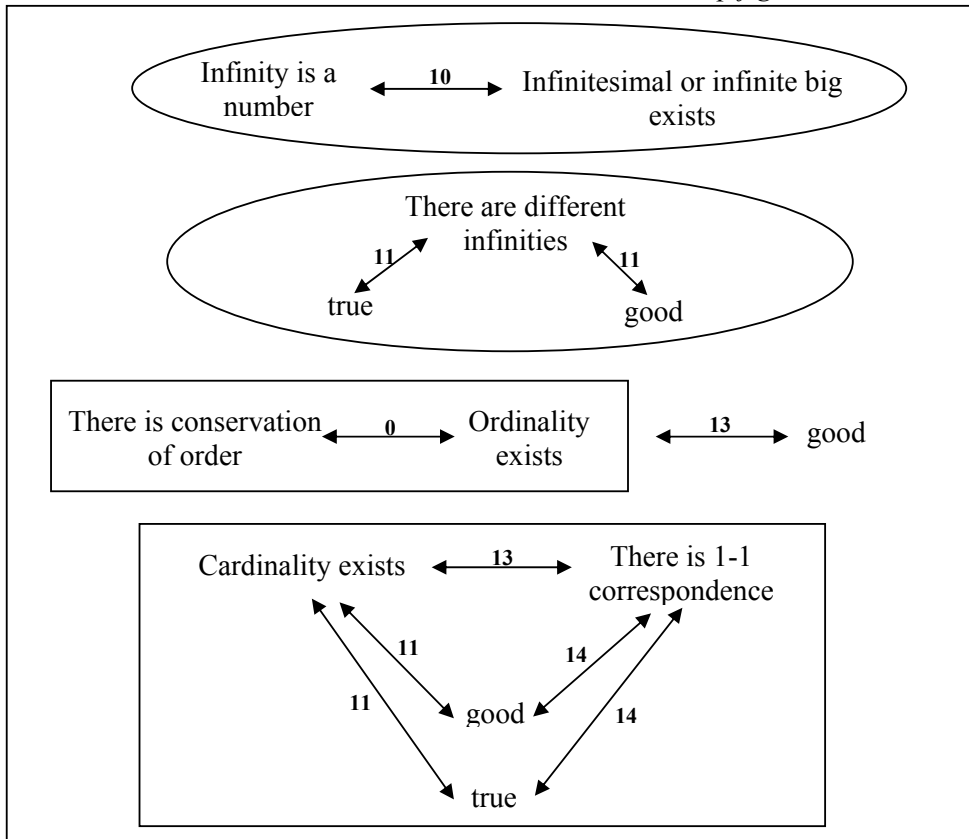 Infinity is a
number
10
Infinitesimal or infinite big
exists
There are different
infinities
11
11
true
good
There is conservation
of order
0
Ordinality
exists
13
good
Cardinality exists
13
There is 1-1
correspondence
11
14
11
good
14
true